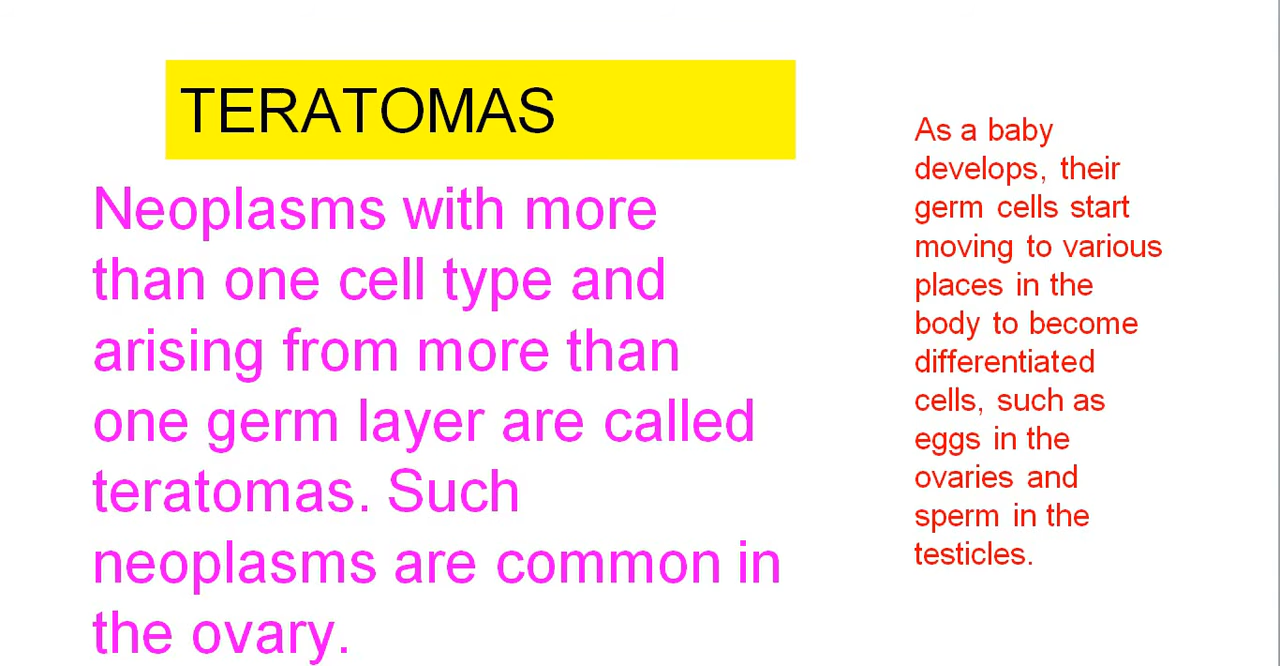 TERATOMAS
Neoplasms with more
than one cell type and
arising from more than
one germ layer are called
teratomas. Such
neoplasms are common in
the ovary.
As a baby
develops, their
germ cells start
moving to various
places in the
body to become
differentiated
cells, such as
eggs in the
ovaries and
sperm in the
testicles.